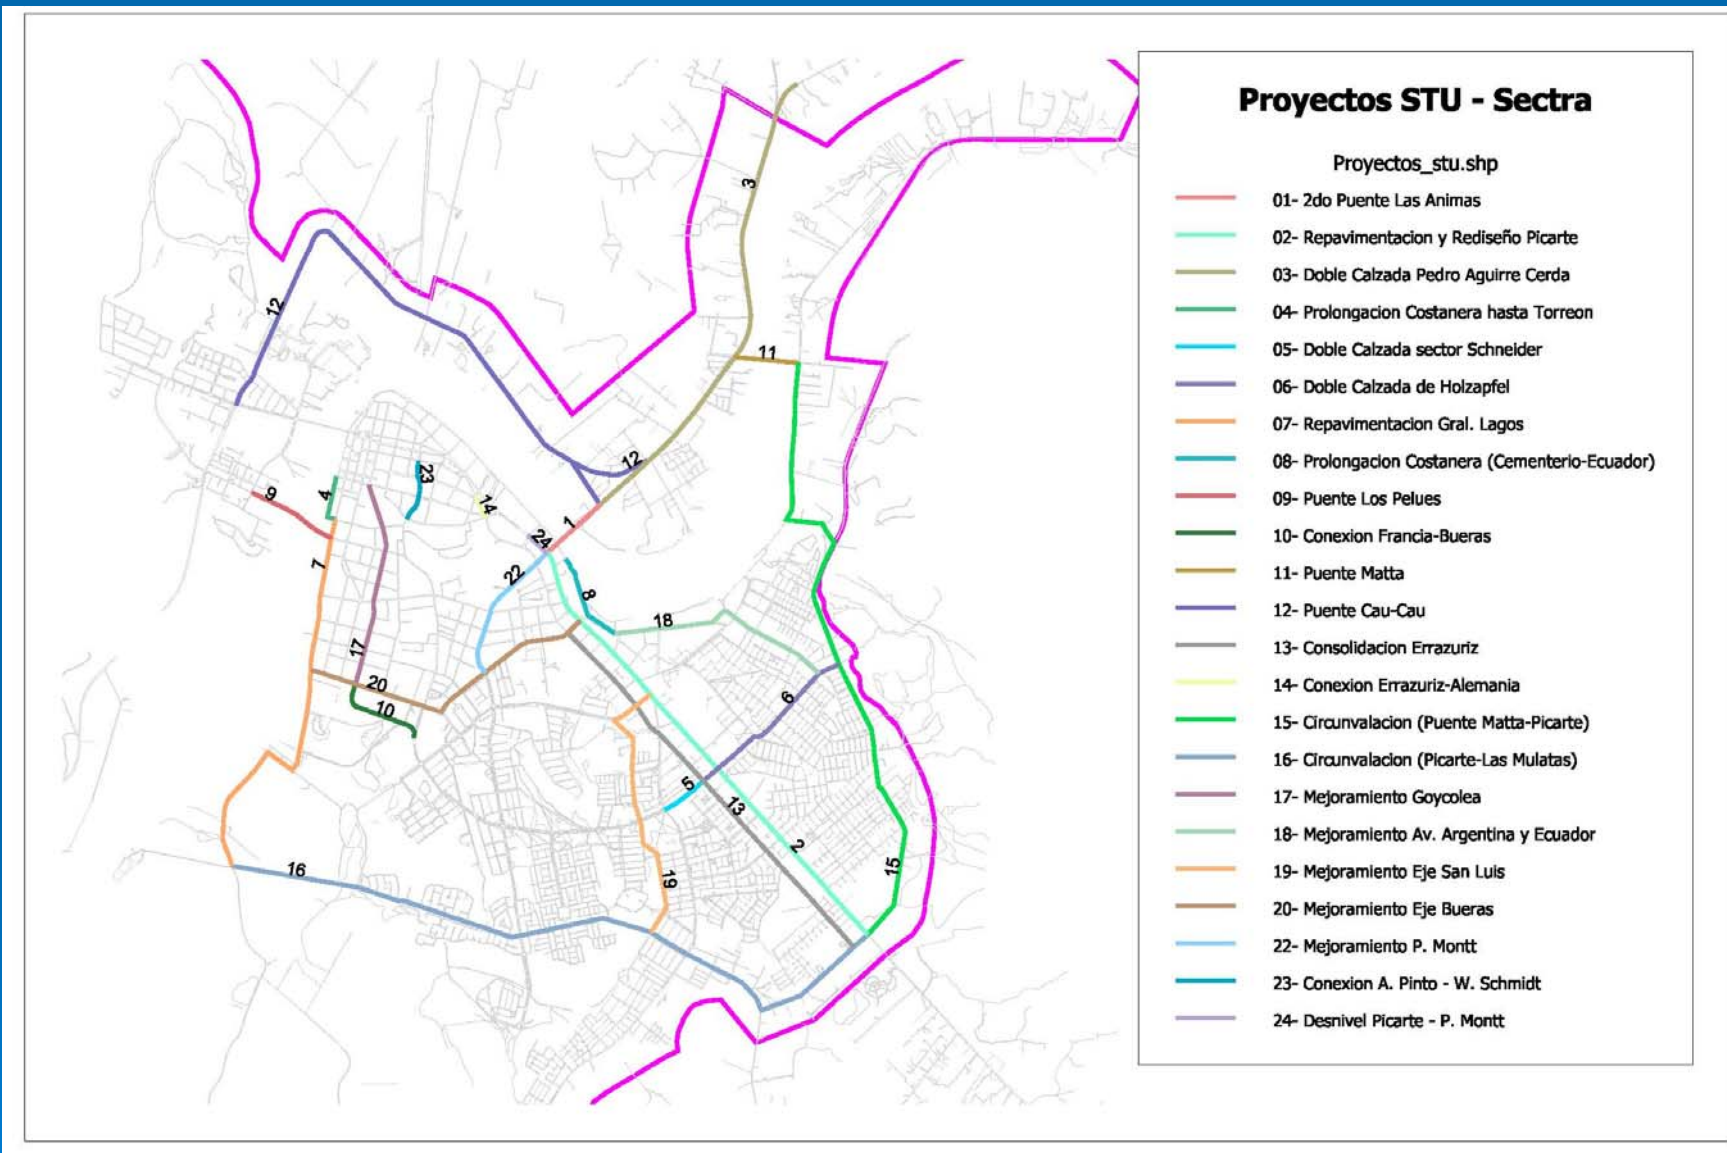 Proyectos STU - Sectra
Proyectos_stu.shp
01- 2do Puente Las Animas
02- Repavimentacion y Rediseño Picarte
03- Doble Calzada Pedro Aguirre Cerda
04- Prolongacion Costanera hasta Torreon
05- Doble Calzada sector Schneider
06- Doble Calzada de Holzapfel
07- Repavimentacion Gral. Lagos
08- Prolongacion Costanera (Cementerio-Ecuador)
09- Puente Los Pelues
10- Conexion Francia-Bueras
11- Puente Matta
12- Puente Cau-Cau
13- Consolidacion Errazuriz
14- Conexion Errazuriz-Alemania
15- Circunvalacion (Puente Matta-Picarte)
16- Circunvalacion (Picarte-Las Mulatas)
17- Mejoramiento Goycolea
18- Mejoramiento Av. Argentina y Ecuador
19- Mejoramiento Eje San Luis
20- Mejoramiento Eje Bueras
22- Mejoramiento P. Montt
23- Conexion A. Pinto - W. Schmidt
24- Desnivel Picarte - P. Montt
3
12
11
12
23
9
4
14
1
24
7
22
8
18
17
20
6
10
5
13
2
16
19
15